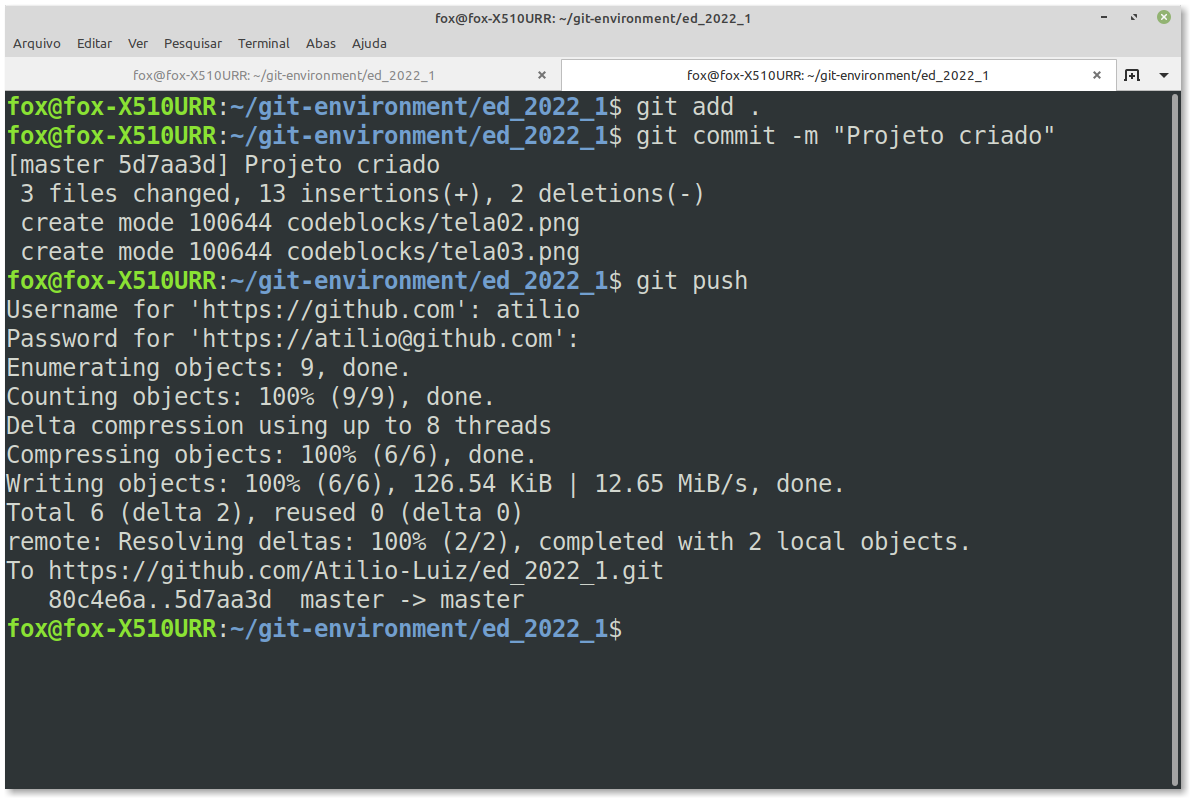 fox@fox-X510URR: ~/git-environment/ed_2022_1
Arquivo Editar Ver Pesquisar Terminal Abas Ajuda
fox@fox-X510URR: ~/git-environment/ed_2022_1 fox@fox-X510URR: ~/git-environment/ed_2022_1
fox@fox-X510URR:~/git-environment/ed_2022_1$ git add .
fox@fox-X510URR:~/git-environment/ed_2022_1$ git commit -m "Projeto criado"
[master 5d7aa3d] Projeto criado
 3 files changed, 13 insertions(+), 2 deletions(-)
 create mode 100644 codeblocks/tela02.png
 create mode 100644 codeblocks/tela03.png
fox@fox-X510URR:~/git-environment/ed_2022_1$ git push
Username for 'https://github.com': atilio
Password for 'https://atilio@github.com':
Enumerating objects: 9, done.
Counting objects: 100% (9/9), done.
Delta compression using up to 8 threads
Compressing objects: 100% (6/6), done.
Writing objects: 100% (6/6), 126.54 KiB | 12.65 MiB/s, done.
Total 6 (delta 2), reused 0 (delta 0)
remote: Resolving deltas: 100% (2/2), completed with 2 local objects.
To https://github.com/Atilio-Luiz/ed_2022_1.git
   80c4e6a..5d7aa3d  master -> master
fox@fox-X510URR:~/git-environment/ed_2022_1$